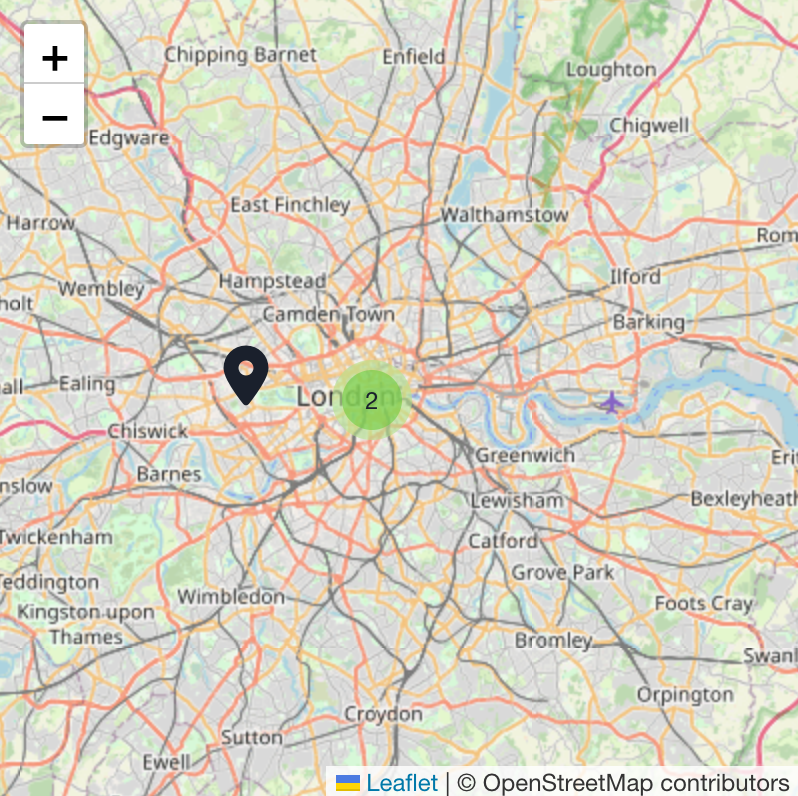 +
−
Chipping Barnet
Enfield
Loughton
Edgware
Chigwell
East Finchley
Walthamstow
Harrow
Rom
Hampstead
Ilford
Wembley
holt
Camden Town
Barking
all
Ealing
London
2
Chiswick
Greenwich
Barnes
Eri
nslow
Lewisham
Bexleyheath
Twickenham
Catford
Grove Park
Teddington
Wimbledon
Foots Cray
Kingston upon
Thames
Bromley
Swanl
Orpington
Croydon
Sutton
Ewell
Leaflet | © OpenStreetMap contributors